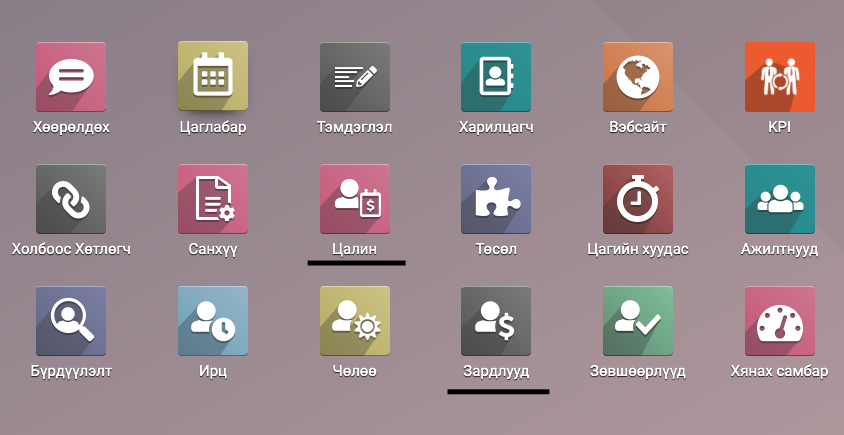 Хөөрөлдөх
Цаглабар
Тэмдэглэл
Харилцагч
Вэбсайт
KPI
Холбоос Хөтлөгч
Санхүү
Цалин
Төсөл
Цагийн хуудас
Ажилтнууд
Бүрдүүлэлт
Ирц
Чөлөө
Зардлууд
Зөвшөөрлүүд
Хянах самбар